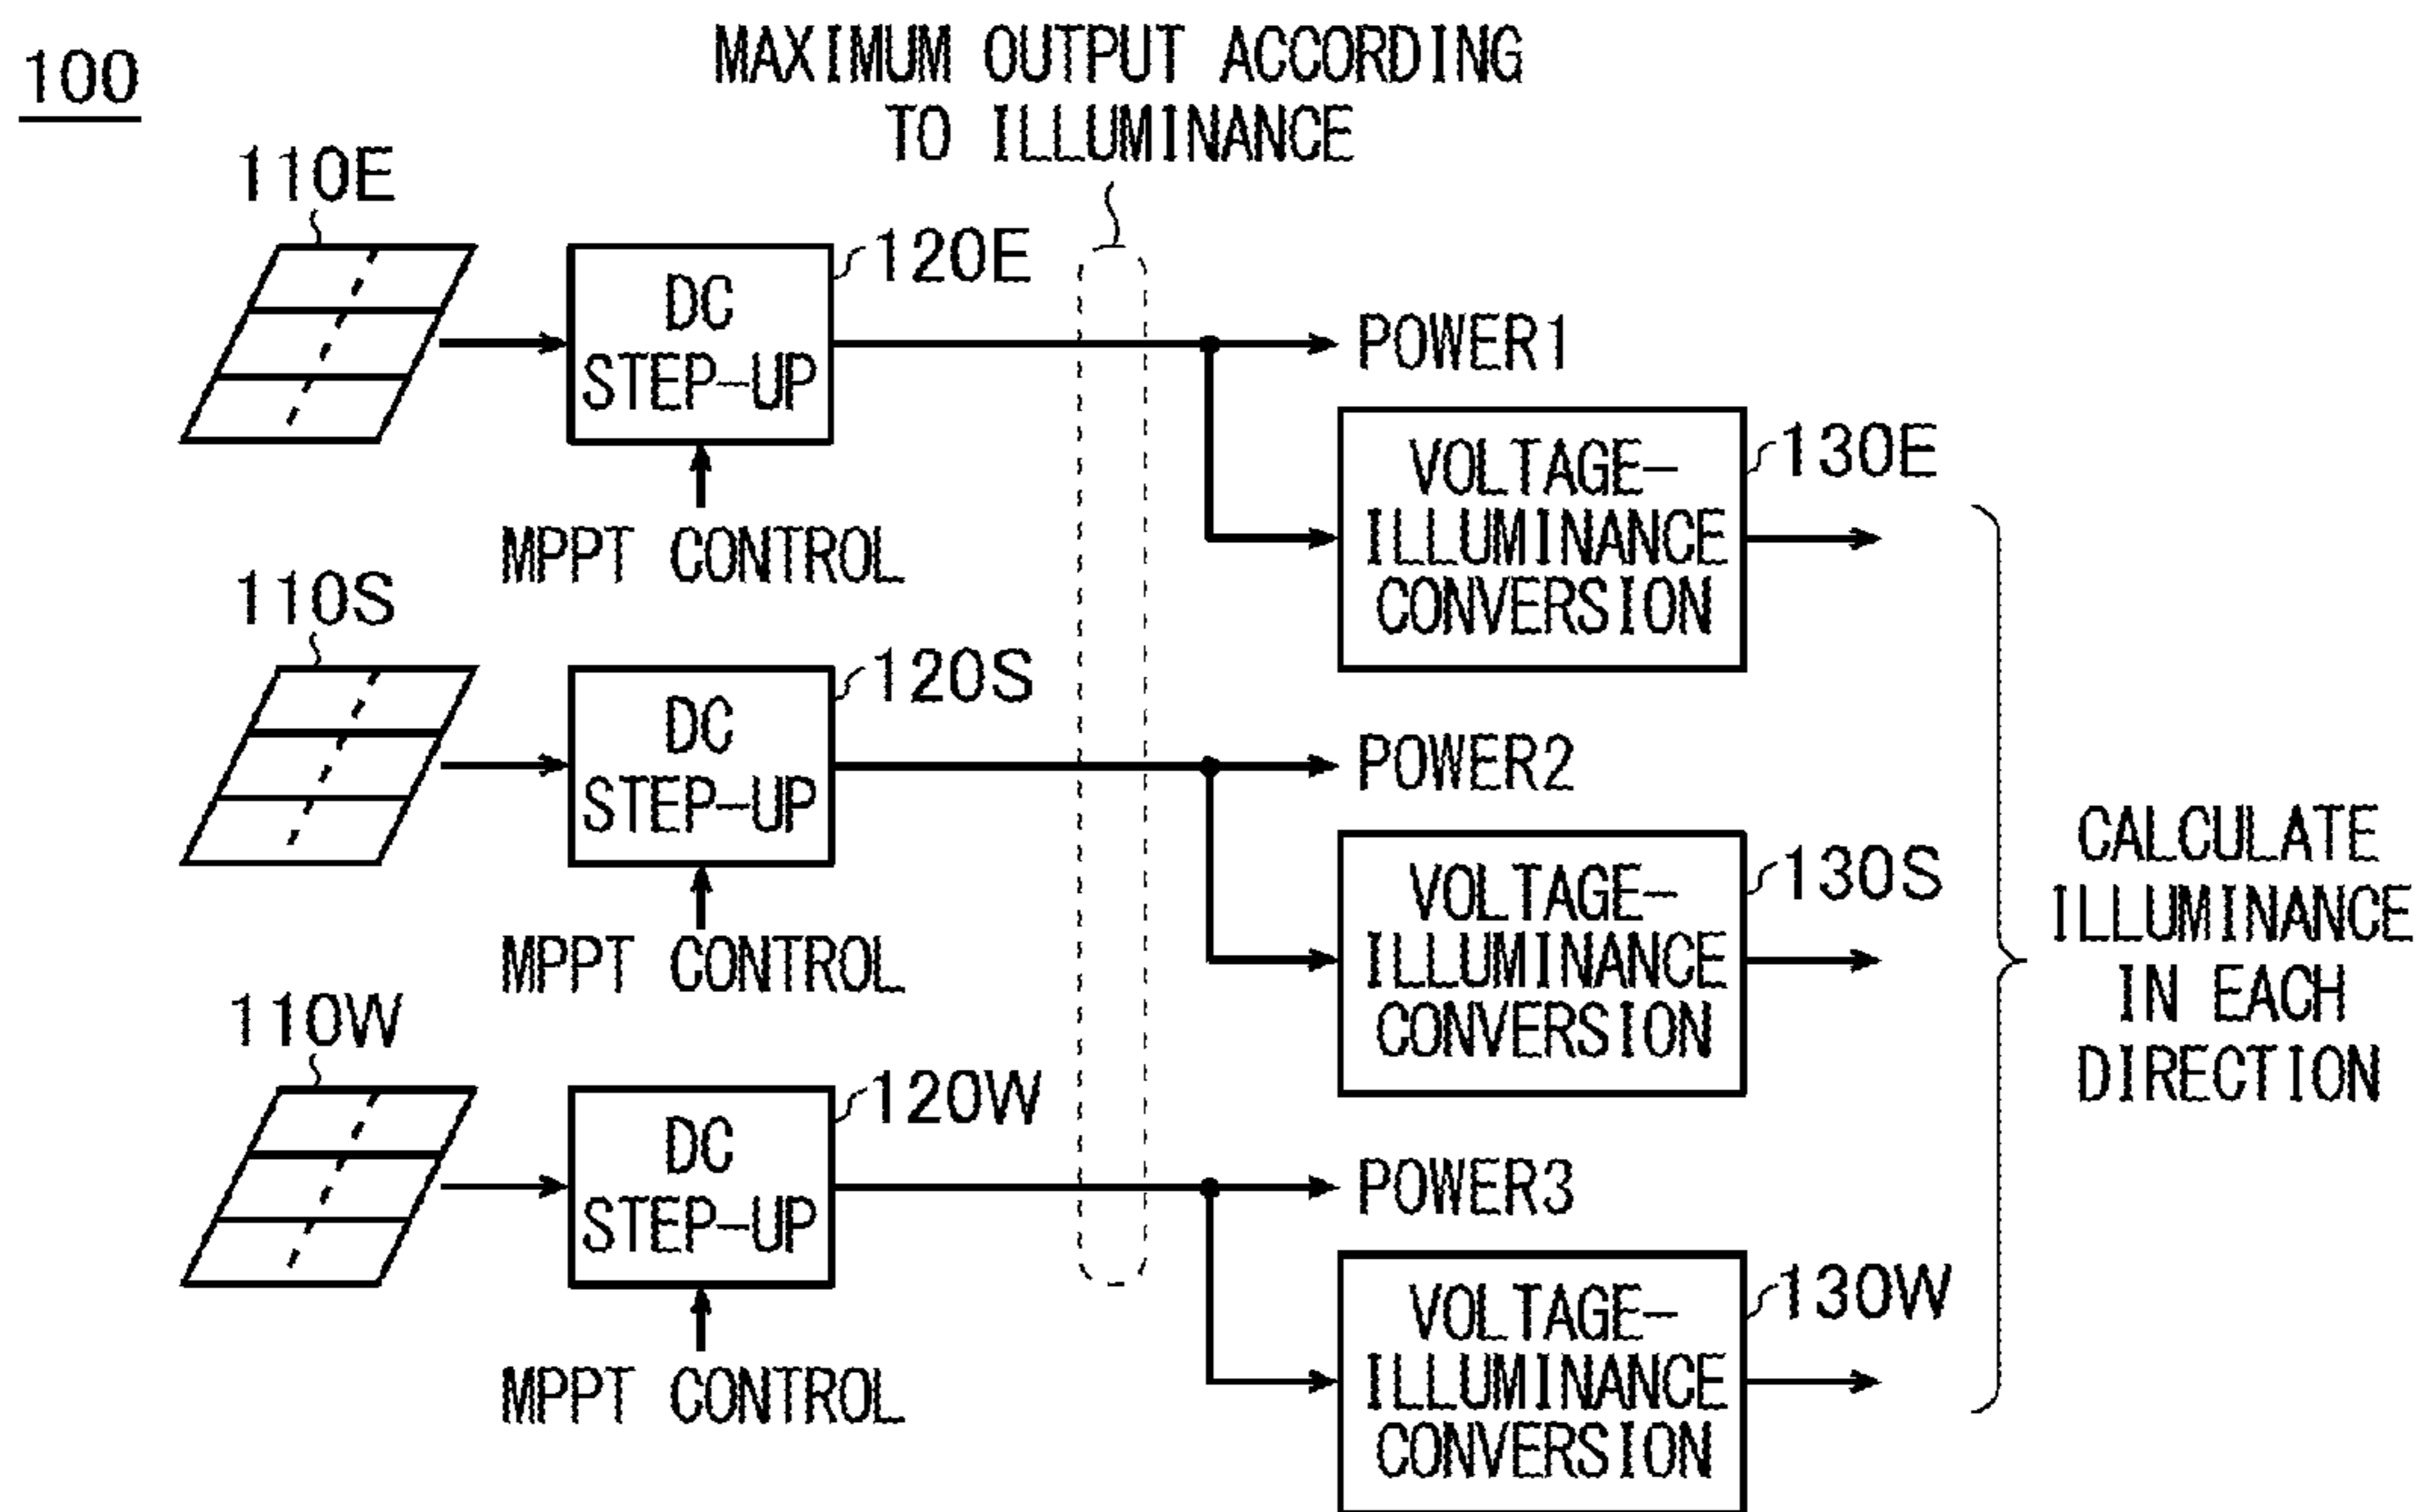 100
MAXIMUM OUTPUT ACCORDING
TO ILLUMINANCE
110E
120E
DC
STEP-UP
MPPT CONTROL
POWER1
130E
VOLTAGE-
ILLUMINANCE
CONVERSION
110S
120S
DC
STEP-UP
MPPT CONTROL
POWER2
130S
VOLTAGE-
ILLUMINANCE
CONVERSION
110W
120W
DC
STEP-UP
MPPT CONTROL
POWER3
130W
VOLTAGE-
ILLUMINANCE
CONVERSION
CALCULATE
ILLUMINANCE
IN EACH
DIRECTION